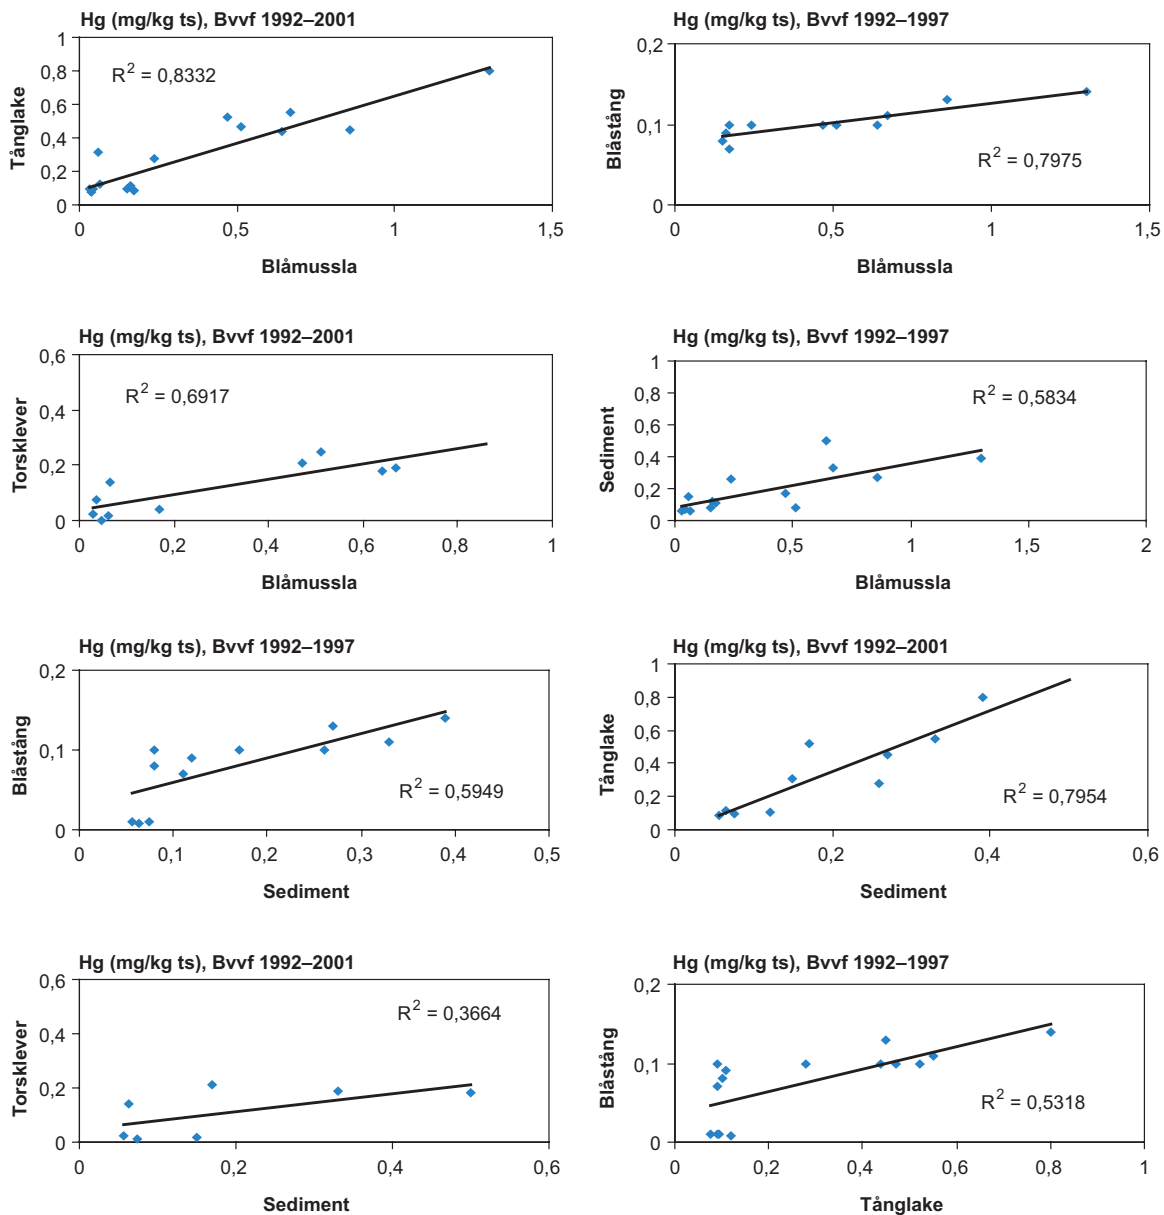 Hg (mg/kg ts), Bvvf 1992–2001
1
0,8
0,6
0,4
0,2
0
Tånglake
R2 = 0,8332
0 0,5 1 1,5
Blåmussla
Hg (mg/kg ts), Bvvf 1992–1997
0,2
0,1
0
Blåstång
R2 = 0,7975
0 0,5 1 1,5
Blåmussla
Hg (mg/kg ts), Bvvf 1992–2001
0,6
0,4
0,2
0
Torsklever
R2 = 0,6917
0 0,2 0,4 0,6 0,8 1
Blåmussla
Hg (mg/kg ts), Bvvf 1992–1997
1
0,8
0,6
0,4
0,2
0
Sediment
R2 = 0,5834
0 0,5 1 1,5 2
Blåmussla
Hg (mg/kg ts), Bvvf 1992–1997
0,2
0,1
0
Blåstång
R2 = 0,5949
0 0,1 0,2 0,3 0,4 0,5
Sediment
Hg (mg/kg ts), Bvvf 1992–2001
1
0,8
0,6
0,4
0,2
0
Tånglake
R2 = 0,7954
0 0,2 0,4 0,6
Sediment
Hg (mg/kg ts), Bvvf 1992–2001
0,6
0,4
0,2
0
Torsklever
R2 = 0,3664
0 0,2 0,4 0,6
Sediment
Hg (mg/kg ts), Bvvf 1992–1997
0,2
0,1
0
Blåstång
R2 = 0,5318
0 0,2 0,4 0,6 0,8 1
Tånglake